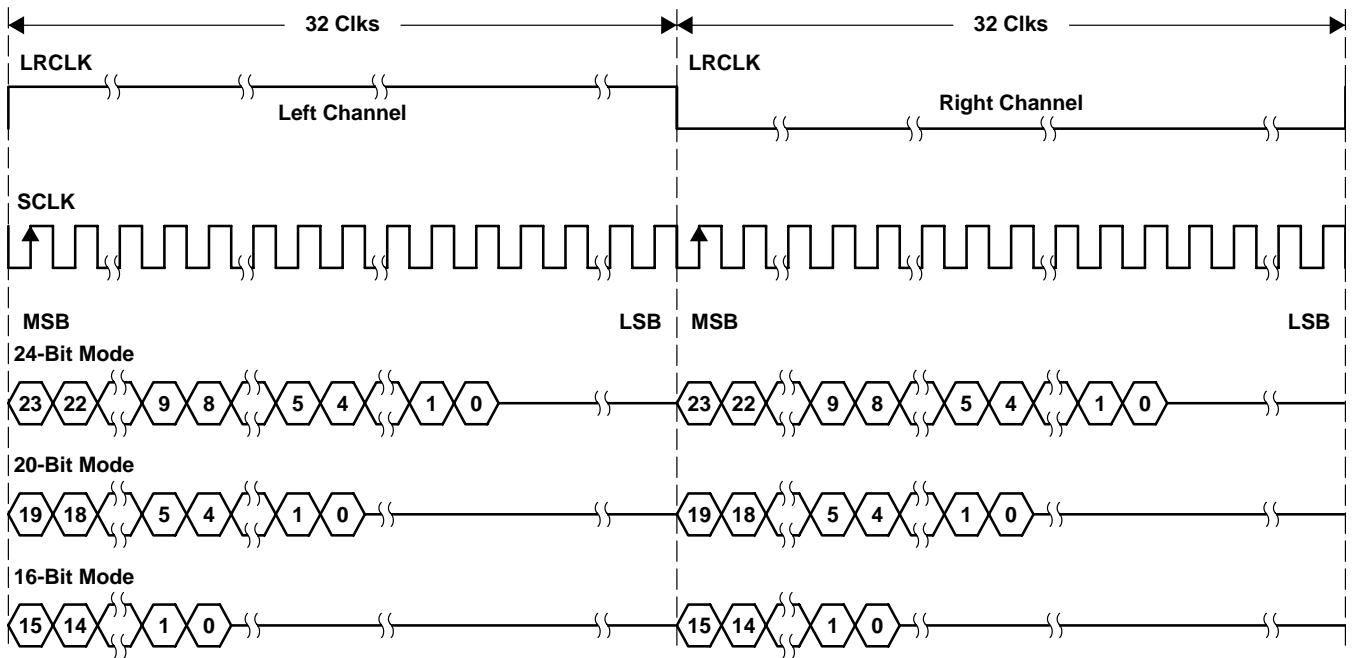 32 Clks 32 Clks
LRCLK LRCLK
Left Channel Right Channel
SCLK
MSB LSB MSB LSB
24-Bit Mode
23 22 9 8 5 4 1 0 23 22 9 8 5 4 1 0
20-Bit Mode
19 18 5 4 1 0 19 18 5 4 1 0
16-Bit Mode
15 14 1 0 15 14 1 0